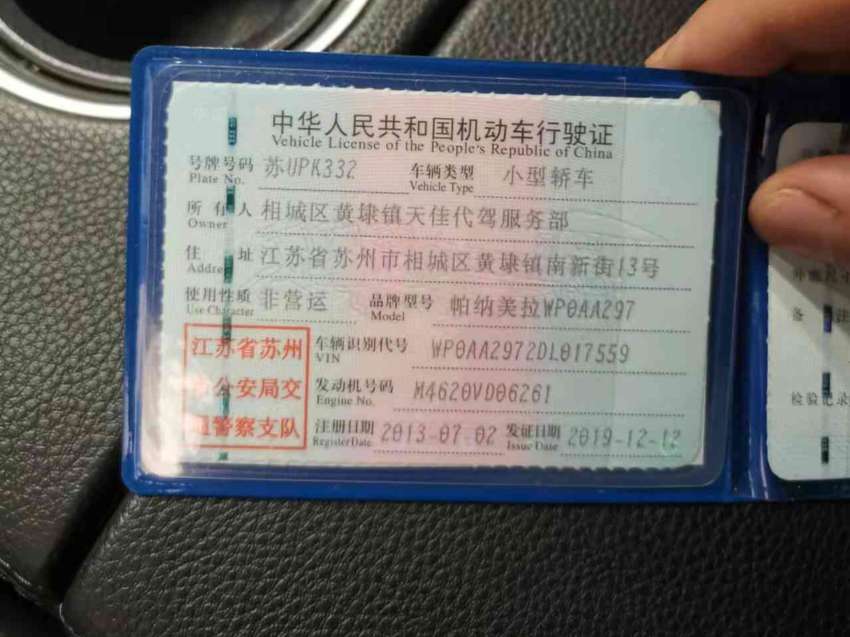 中华人民共和国机动车行驶证
Vehicle License of the People's Republic of China
号牌号码 苏UPK332 车辆类型 小型轿车
Plate No. Vehicle Type
所有人 相城区黄埭镇天佳代驾服务部
Owner
住址 江苏省苏州市相城区黄埭镇南新街13号
Address
使用性质 非营运 品牌型号 帕纳美拉WP0AA297
Use Character Model
江苏省苏州 车辆识别代号 WP0AA2972DL017559
VIN
公安局交 发动机号码 M4620VD06261
Engine No.
警察支队 注册日期 2013-07-02 发证日期 2019-12-12
Register Date Issue Date
备注
检验记录